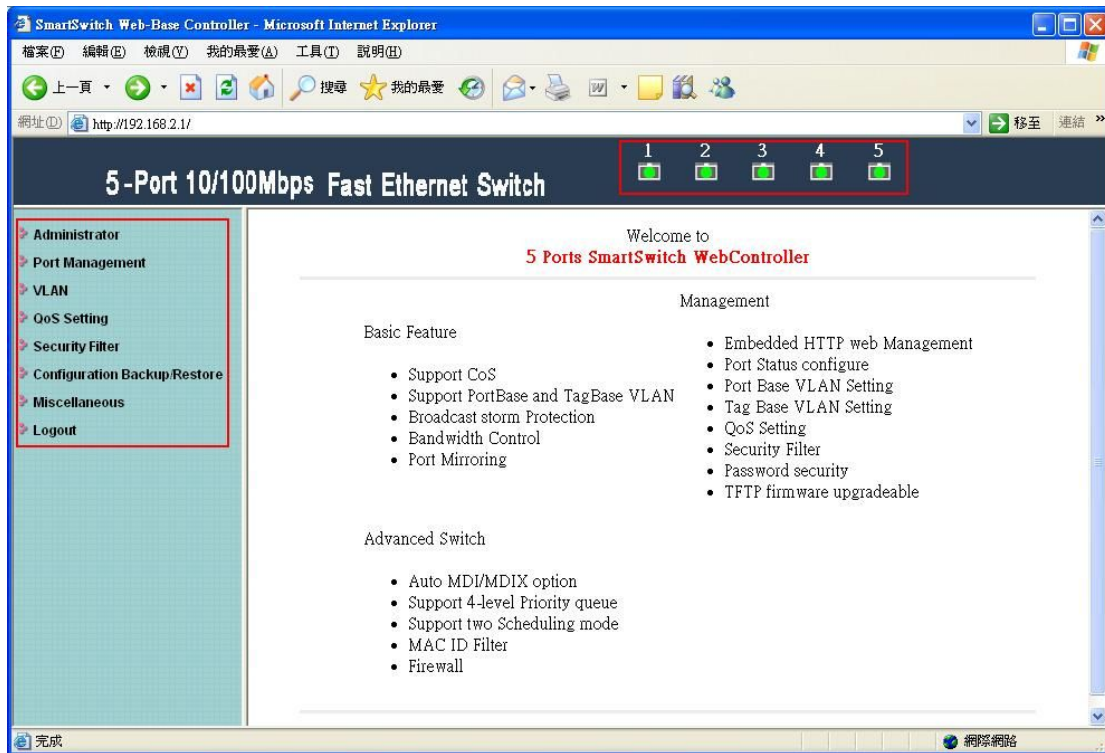 SmartSwitch Web-Base Controller - Microsoft Internet Explorer
檔案(F) 編輯(E) 檢視(V) 我的最愛(A) 工具(T) 說明(H)
上一頁 搜尋 我的最愛
網址(D) http://192.168.2.1/ 移至 連結 »
5-Port 10/100Mbps Fast Ethernet Switch
1 2 3 4 5
Administrator
Port Management
VLAN
QoS Setting
Security Filter
Configuration Backup/Restore
Miscellaneous
Logout
Welcome to
5 Ports SmartSwitch WebController
Basic Feature
• Support CoS
• Support PortBase and TagBase VLAN
• Broadcast storm Protection
• Bandwidth Control
• Port Mirroring
Management
• Embedded HTTP web Management
• Port Status configure
• Port Base VLAN Setting
• Tag Base VLAN Setting
• QoS Setting
• Security Filter
• Password security
• TFTP firmware upgradeable
Advanced Switch
• Auto MDI/MDIX option
• Support 4-level Priority queue
• Support two Scheduling mode
• MAC ID Filter
• Firewall
完成 網際網路